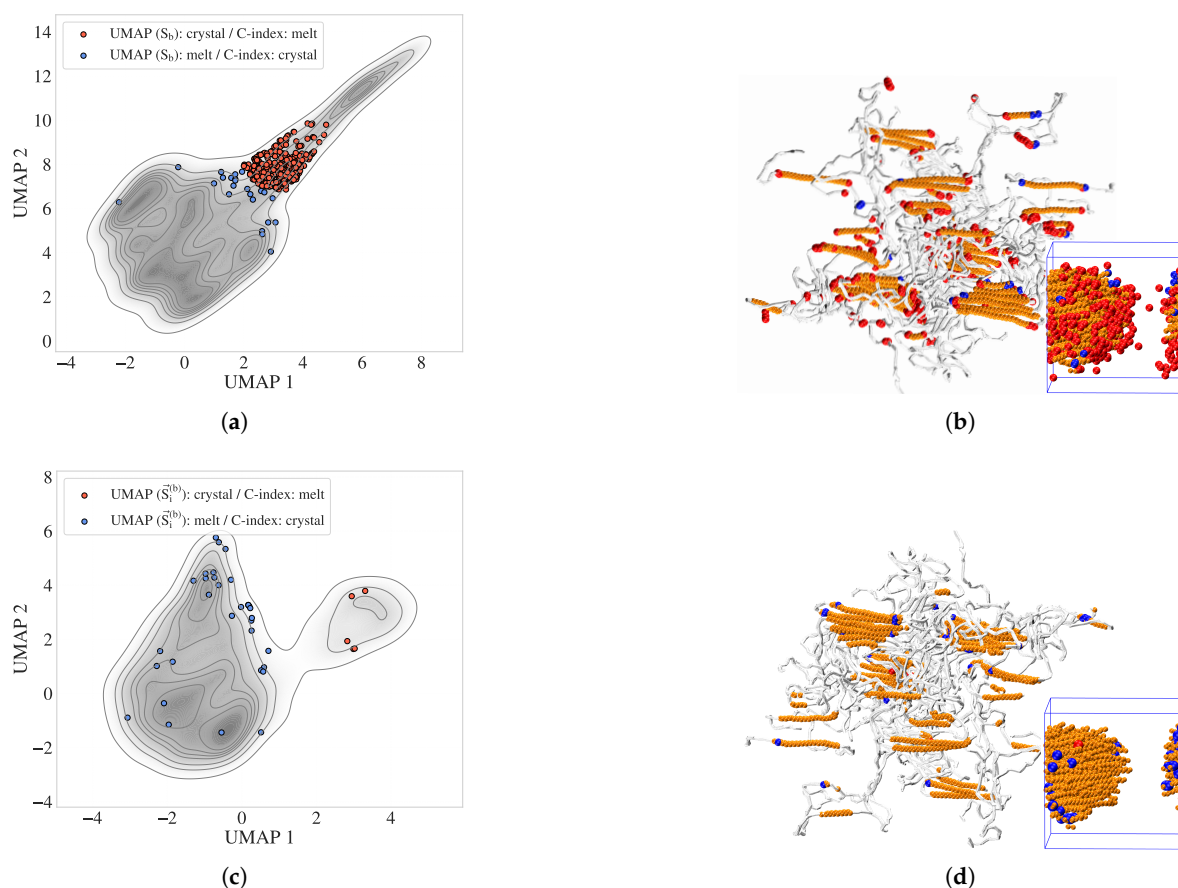 UMAP (S_b): crystal / C-index: melt
UMAP (S_b): melt / C-index: crystal
14
12
10
8
6
4
2
0
UMAP 2
−4 −2 0 2 4 6 8
UMAP 1
(a)
(b)
UMAP (S⃗_i^(b)): crystal / C-index: melt
UMAP (S⃗_i^(b)): melt / C-index: crystal
8
6
4
2
0
−2
−4
UMAP 2
−4 −2 0 2 4
UMAP 1
(c)
(d)